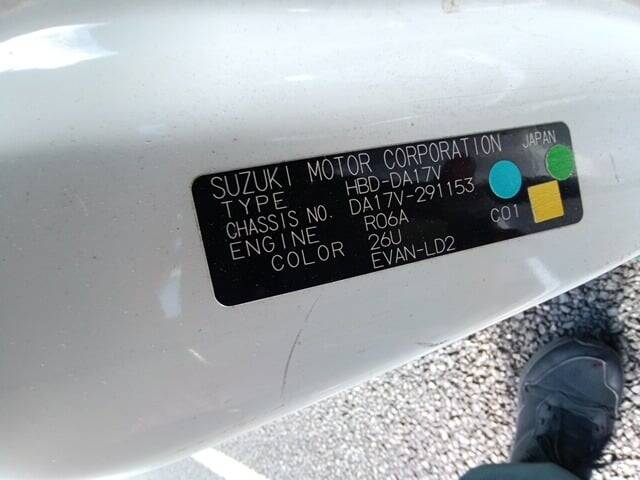 SUZUKI MOTOR CORPORATION JAPAN
TYPE HBD-DA17V
CHASSIS NO. DA17V-291153
ENGINE R06A C01
COLOR 26U
EVAN-LD2